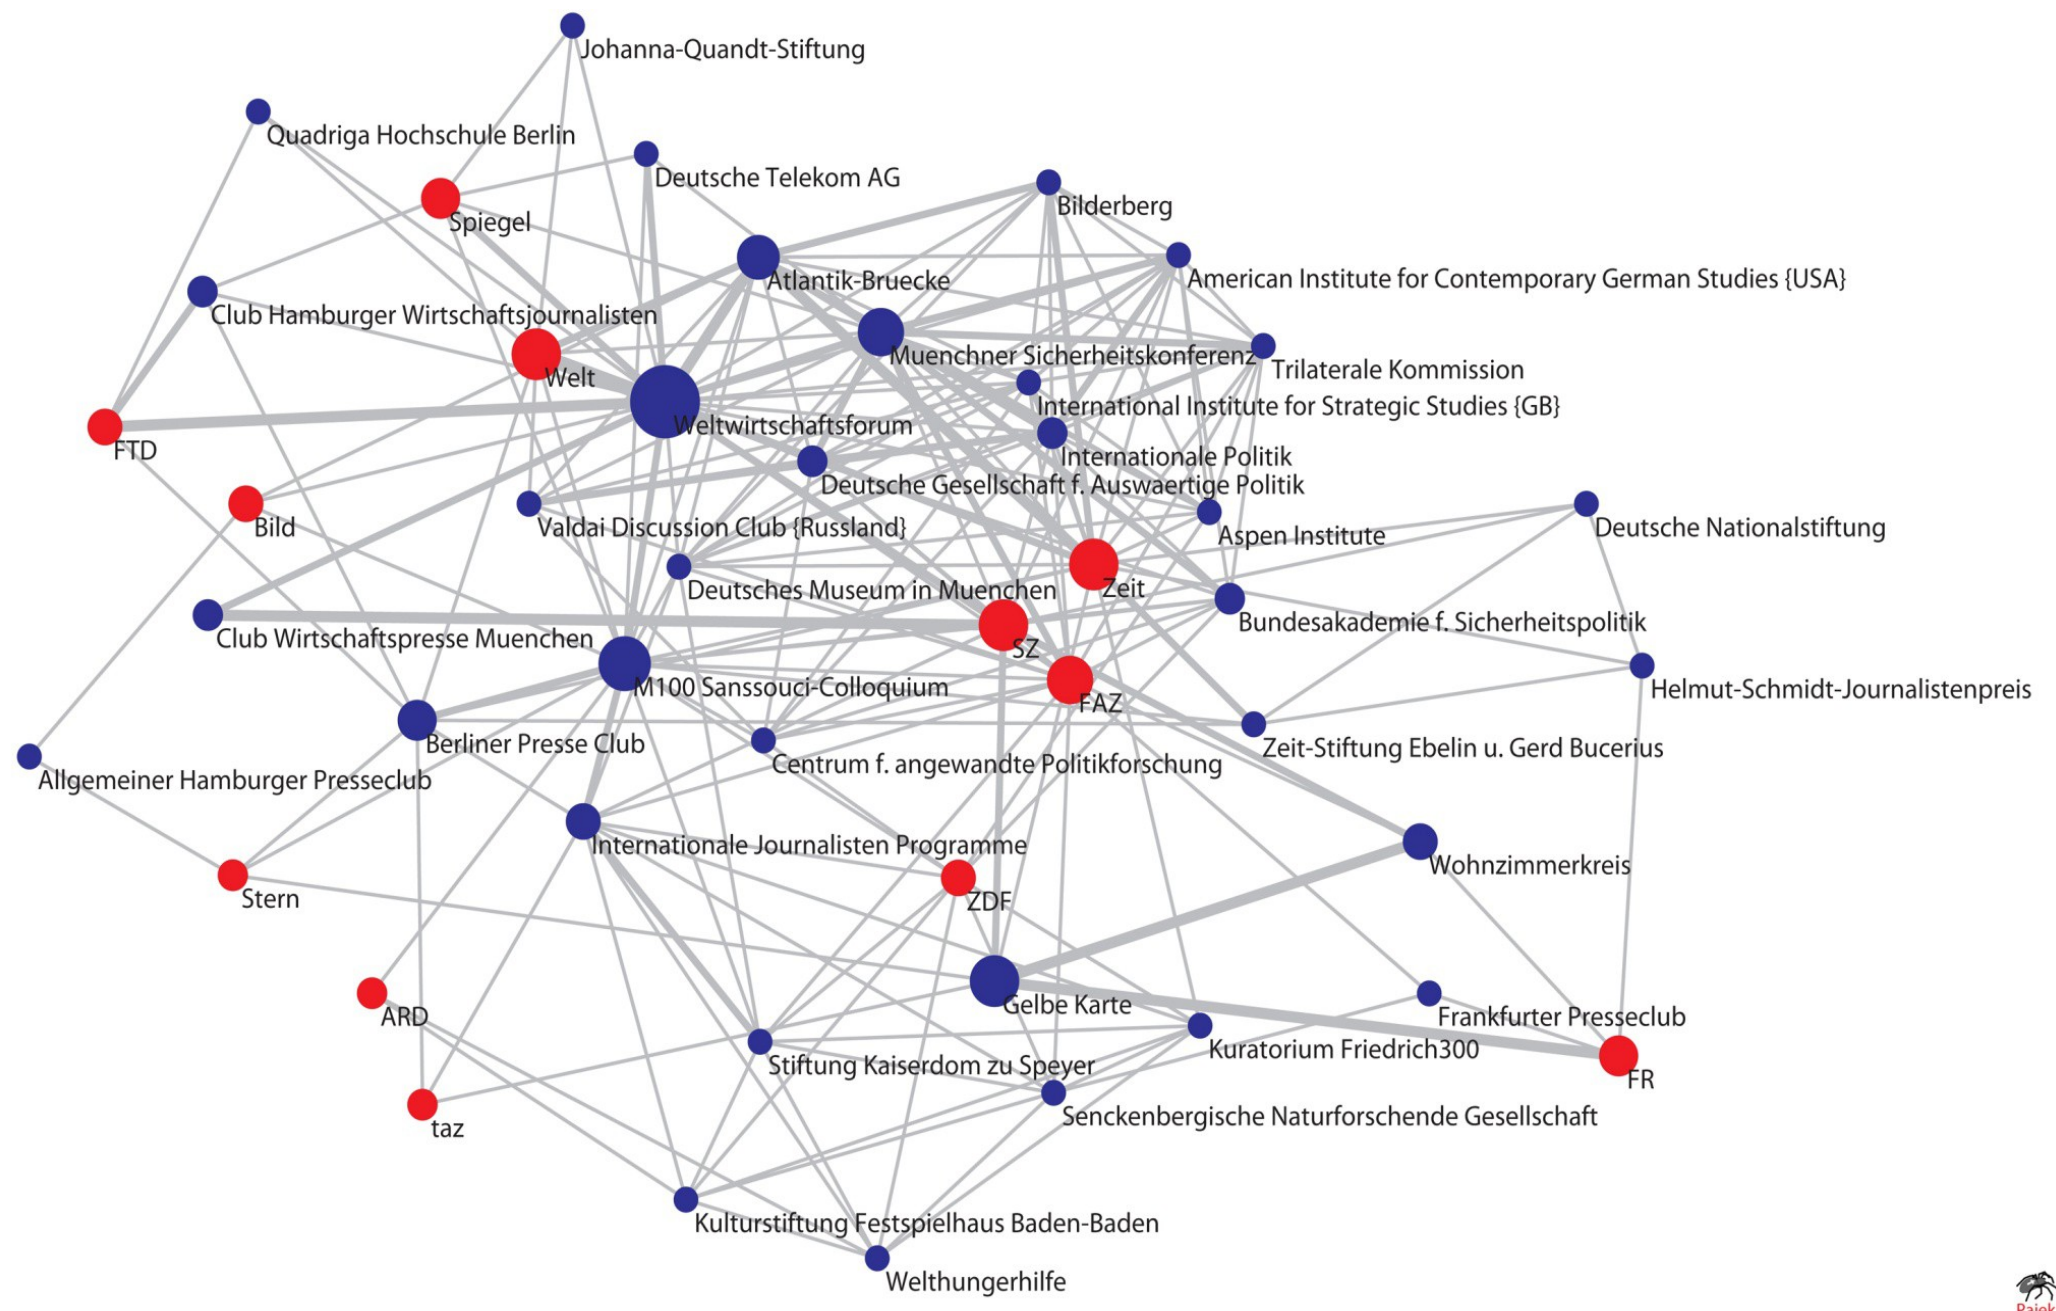 Johanna-Quandt-Stiftung
Quadriga Hochschule Berlin
Deutsche Telekom AG
Bilderberg
Spiegel
Atlantik-Bruecke
American Institute for Contemporary German Studies {USA}
Club Hamburger Wirtschaftsjournalisten
Muenchner Sicherheitskonferenz
Trilaterale Kommission
Welt
International Institute for Strategic Studies {GB}
Weltwirtschaftsforum
FTD
Internationale Politik
Deutsche Gesellschaft f. Auswaertige Politik
Bild
Valdai Discussion Club {Russland}
Deutsche Nationalstiftung
Aspen Institute
Deutsches Museum in Muenchen
Zeit
Bundesakademie f. Sicherheitspolitik
Club Wirtschaftspresse Muenchen
SZ
M100 Sanssouci-Colloquium
Helmut-Schmidt-Journalistenpreis
FAZ
Berliner Presse Club
Zeit-Stiftung Ebelin u. Gerd Bucerius
Centrum f. angewandte Politikforschung
Allgemeiner Hamburger Presseclub
Internationale Journalisten Programme
Wohnzimmerkreis
Stern
ZDF
Gelbe Karte
ARD
Frankfurter Presseclub
Kuratorium Friedrich300
Stiftung Kaiserdom zu Speyer
FR
Senckenbergische Naturforschende Gesellschaft
taz
Kulturstiftung Festspielhaus Baden-Baden
Welthungerhilfe
Pajek